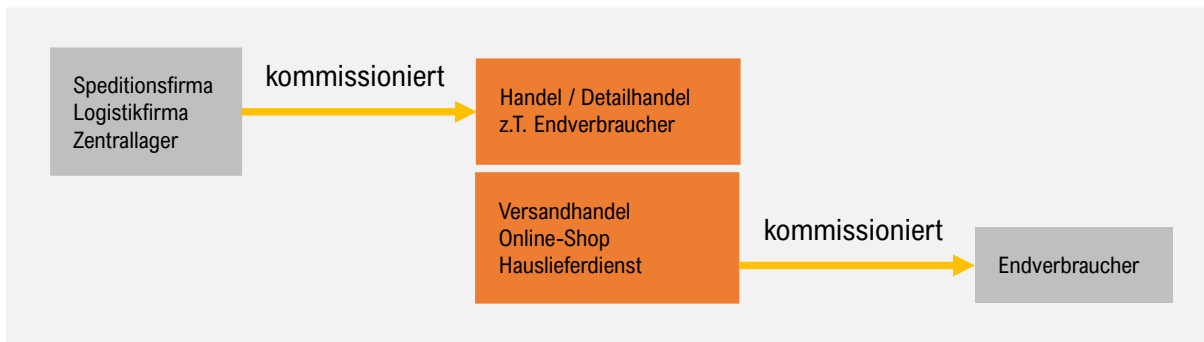 Speditionsfirma
Logistikfirma
Zentrallager
kommissioniert
Handel / Detailhandel
z.T. Endverbraucher
Versandhandel
Online-Shop
Hauslieferdienst
kommissioniert
Endverbraucher